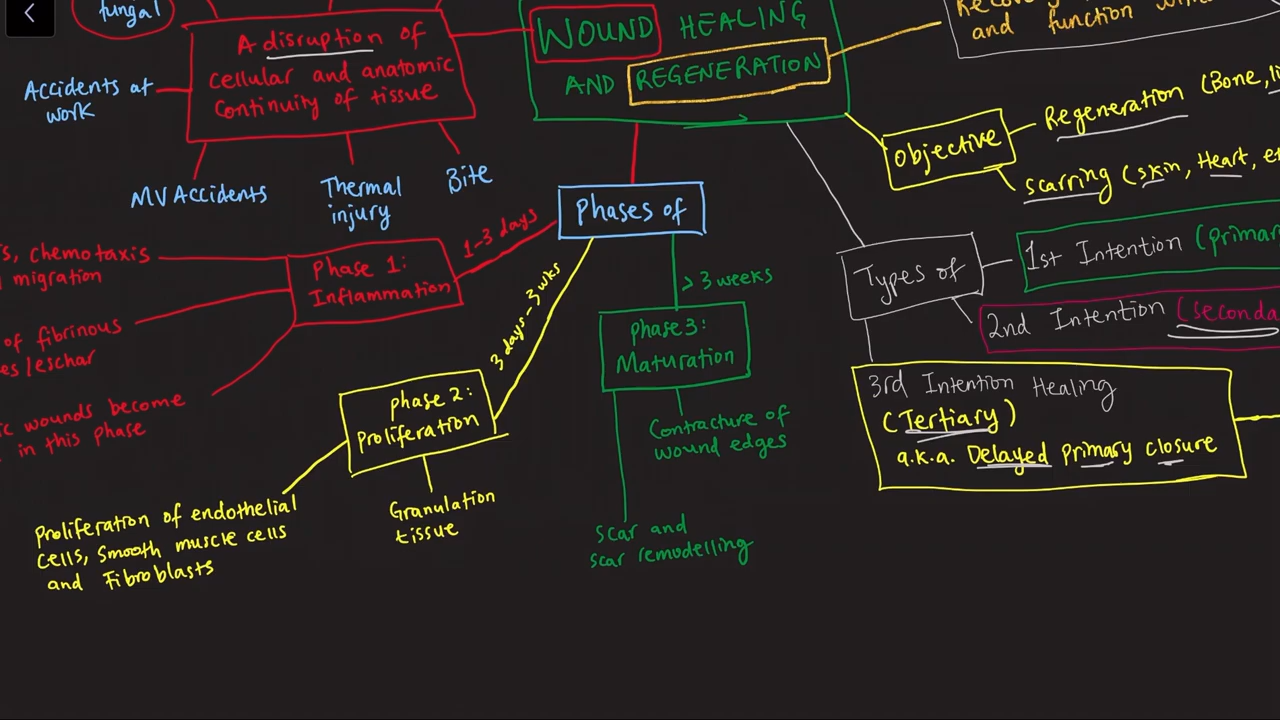 fungal
A disruption of
cellular and anatomic
continuity of tissue
Accidents at
work
MV Accidents
Thermal
injury
Bite
WOUND HEALING
AND REGENERATION
and function
Objective
Regeneration (Bone,
scarring (skin, Heart,
Phases of
1-3 days
Phase 1:
Inflammation
chemotaxis
migration
of fibrinous
eschar
wounds become
in this phase
3 days - 3 wks
phase 2:
proliferation
Proliferation of endothelial
cells, smooth muscle cells
and Fibroblasts
Granulation
tissue
> 3 weeks
phase 3:
Maturation
Contracture of
wound edges
scar and
scar remodelling
Types of
1st Intention
2nd Intention
3rd Intention Healing
(Tertiary)
a.k.a. Delayed primary closure